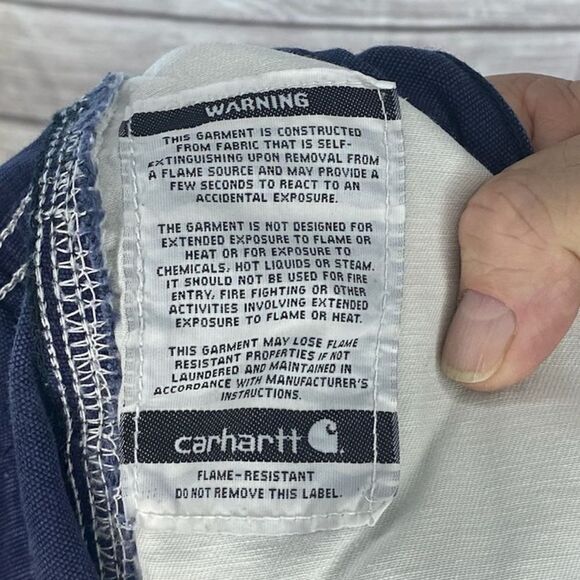 WARNING
THIS GARMENT IS CONSTRUCTED
FROM FABRIC THAT IS SELF-
EXTINGUISHING UPON REMOVAL FROM
A FLAME SOURCE AND MAY PROVIDE A
FEW SECONDS TO REACT TO AN
ACCIDENTAL EXPOSURE.
THE GARMENT IS NOT DESIGNED FOR
EXTENDED EXPOSURE TO FLAME OR
HEAT OR FOR EXPOSURE TO
CHEMICALS, HOT LIQUIDS OR STEAM.
IT SHOULD NOT BE USED FOR FIRE
ENTRY, FIRE FIGHTING OR OTHER
ACTIVITIES INVOLVING EXTENDED
EXPOSURE TO FLAME OR HEAT.
THIS GARMENT MAY LOSE FLAME
RESISTANT PROPERTIES IF NOT
LAUNDERED AND MAINTAINED IN
ACCORDANCE WITH MANUFACTURER'S
INSTRUCTIONS.
carhartt
FLAME-RESISTANT
DO NOT REMOVE THIS LABEL.